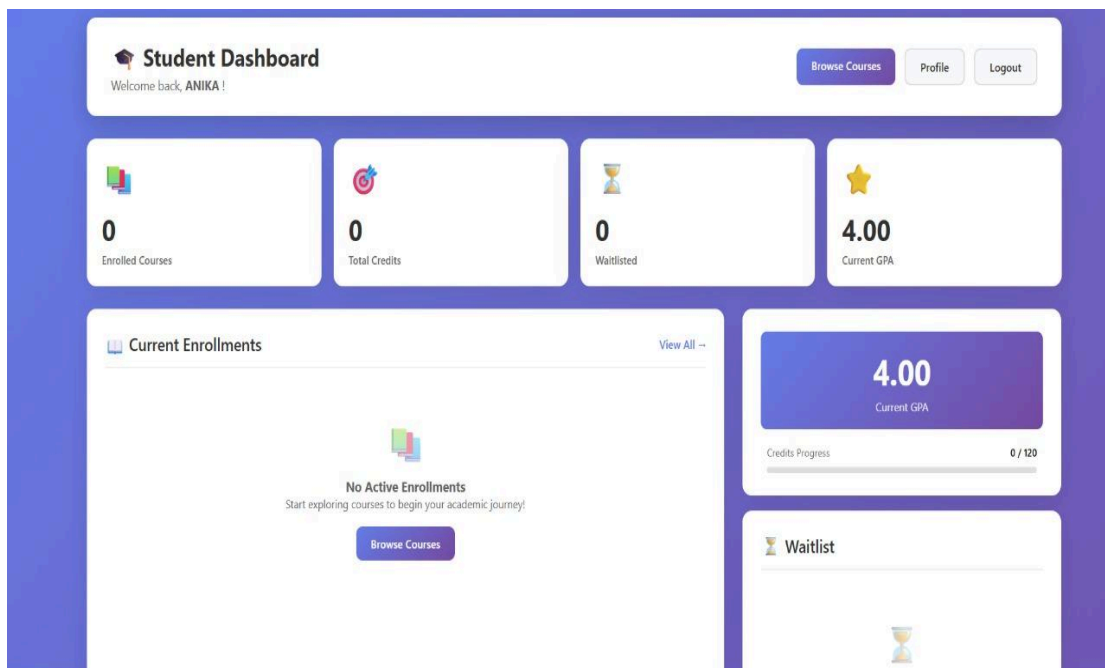 Student Dashboard
Welcome back, ANIKA !
Browse Courses
Profile
Logout
0
Enrolled Courses
0
Total Credits
0
Waitlisted
4.00
Current GPA
Current Enrollments
View All →
No Active Enrollments
Start exploring courses to begin your academic journey!
Browse Courses
4.00
Current GPA
Credits Progress
0 / 120
Waitlist